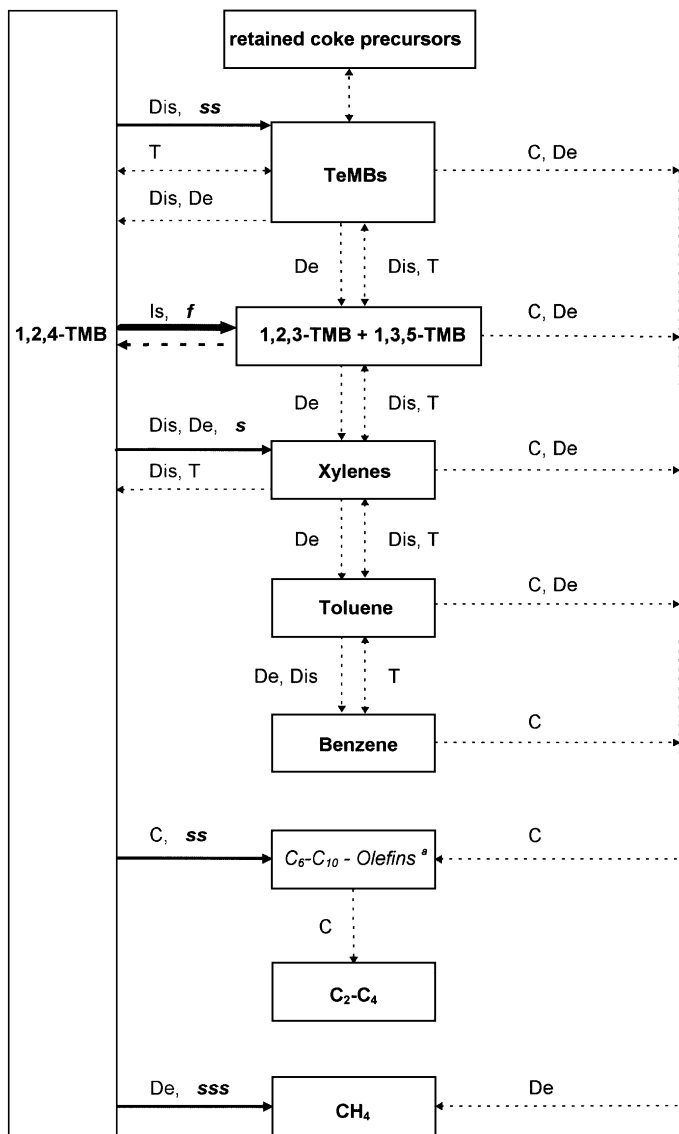 retained coke precursors
Dis, ss
T
Dis, De
TeMBs
C, De
De
Dis, T
1,2,4-TMB
Is, f
1,2,3-TMB + 1,3,5-TMB
C, De
De
Dis, T
Dis, De, s
Dis, T
Xylenes
C, De
De
Dis, T
Toluene
C, De
De, Dis
T
Benzene
C
C, ss
C6-C10 - Olefins a
C
C
C2-C4
De, sss
CH4
De